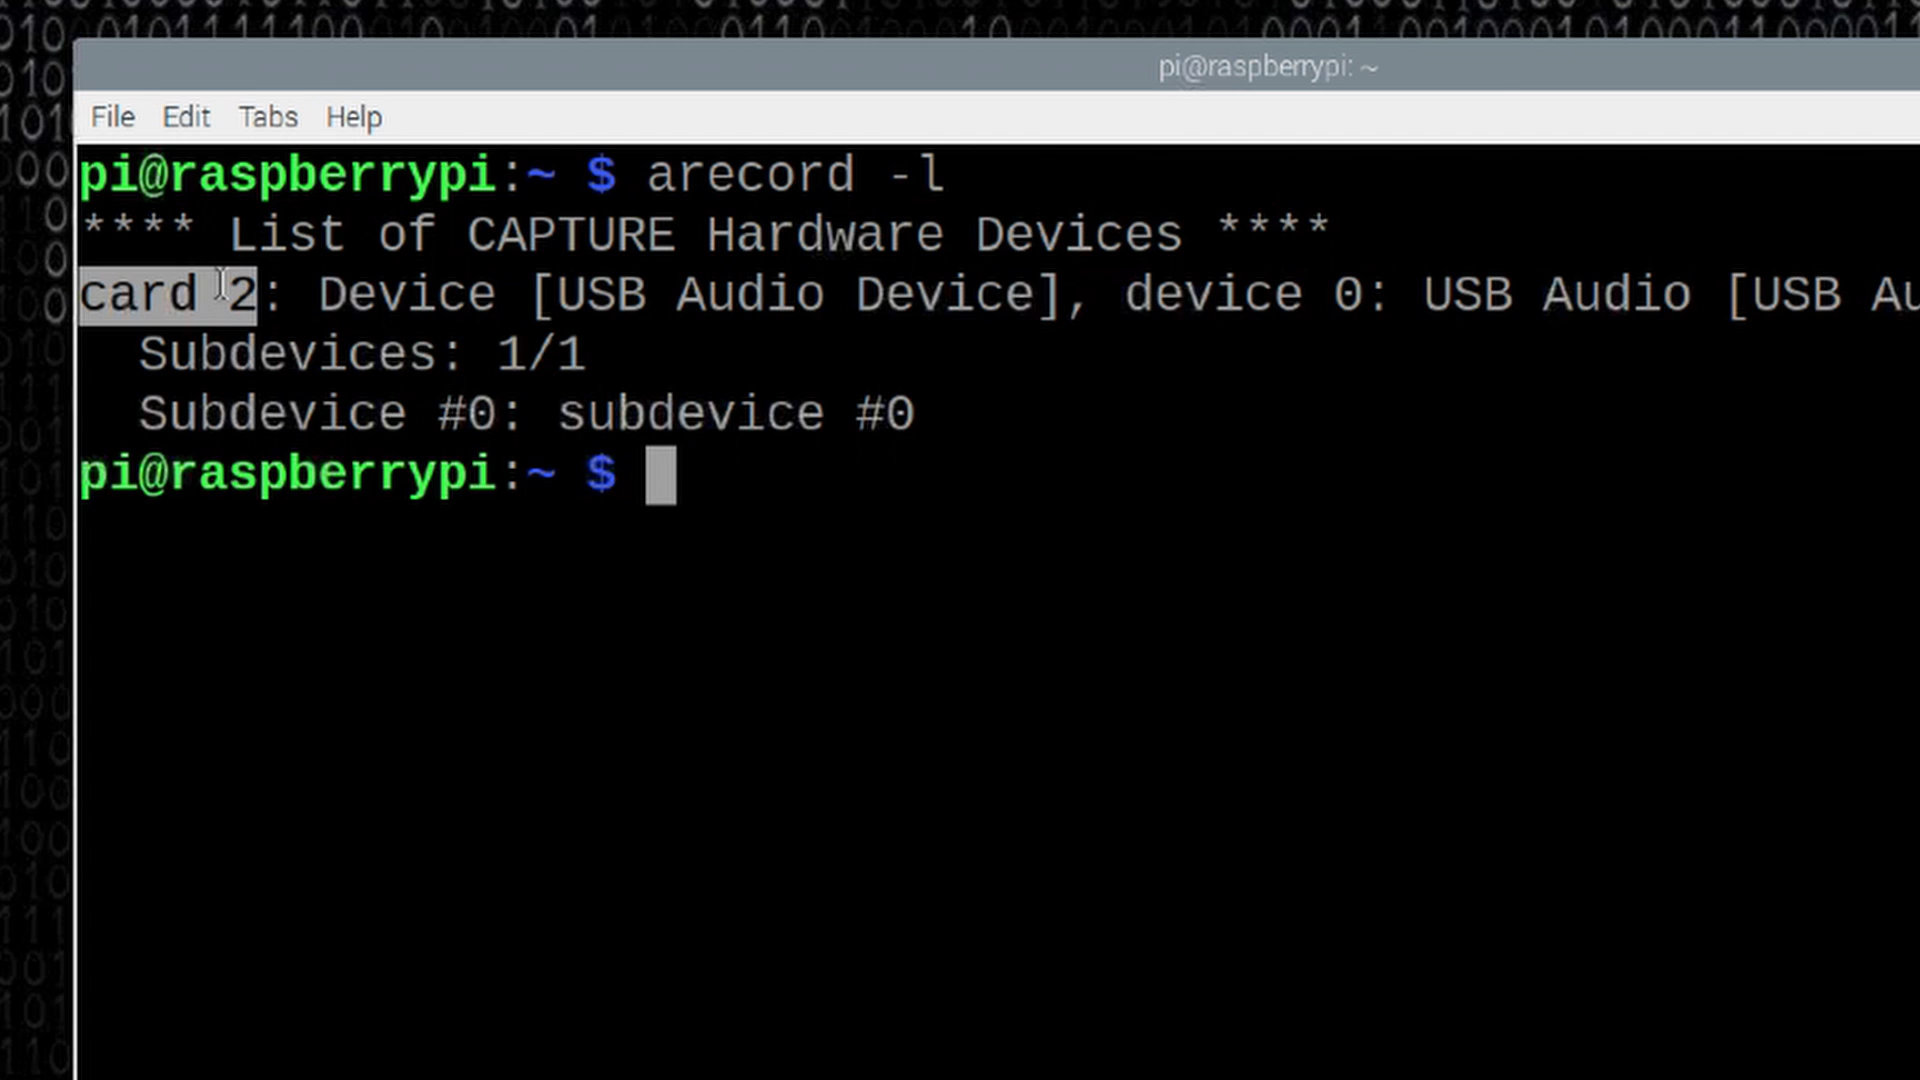 pi@raspberrypi: ~
File Edit Tabs Help
pi@raspberrypi:~ $ arecord -l
**** List of CAPTURE Hardware Devices ****
card 2: Device [USB Audio Device], device 0: USB Audio [USB Au
Subdevices: 1/1
Subdevice #0: subdevice #0
pi@raspberrypi:~ $